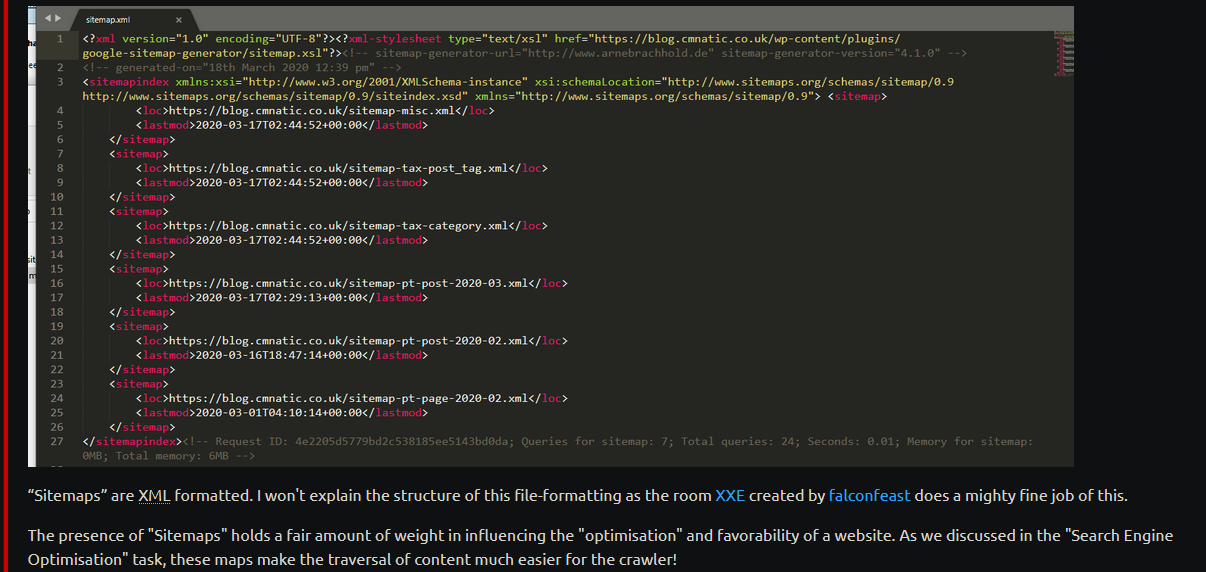 sitemap.xml ×
1 <?xml version="1.0" encoding="UTF-8"?><?xml-stylesheet type="text/xsl" href="https://blog.cmnatic.co.uk/wp-content/plugins/
google-sitemap-generator/sitemap.xsl"?><!-- sitemap-generator-url="http://www.arnebrachhold.de" sitemap-generator-version="4.1.0" -->
2 <!-- generated-on="18th March 2020 12:39 pm" -->
3 <sitemapindex xmlns:xsi="http://www.w3.org/2001/XMLSchema-instance" xsi:schemaLocation="http://www.sitemaps.org/schemas/sitemap/0.9
http://www.sitemaps.org/schemas/sitemap/0.9/siteindex.xsd" xmlns="http://www.sitemaps.org/schemas/sitemap/0.9"> <sitemap>
4 <loc>https://blog.cmnatic.co.uk/sitemap-misc.xml</loc>
5 <lastmod>2020-03-17T02:44:52+00:00</lastmod>
6 </sitemap>
7 <sitemap>
8 <loc>https://blog.cmnatic.co.uk/sitemap-tax-post_tag.xml</loc>
9 <lastmod>2020-03-17T02:44:52+00:00</lastmod>
10 </sitemap>
11 <sitemap>
12 <loc>https://blog.cmnatic.co.uk/sitemap-tax-category.xml</loc>
13 <lastmod>2020-03-17T02:44:52+00:00</lastmod>
14 </sitemap>
15 <sitemap>
16 <loc>https://blog.cmnatic.co.uk/sitemap-pt-post-2020-03.xml</loc>
17 <lastmod>2020-03-17T02:29:13+00:00</lastmod>
18 </sitemap>
19 <sitemap>
20 <loc>https://blog.cmnatic.co.uk/sitemap-pt-post-2020-02.xml</loc>
21 <lastmod>2020-03-16T18:47:14+00:00</lastmod>
22 </sitemap>
23 <sitemap>
24 <loc>https://blog.cmnatic.co.uk/sitemap-pt-page-2020-02.xml</loc>
25 <lastmod>2020-03-01T04:10:14+00:00</lastmod>
26 </sitemap>
27 </sitemapindex><!-- Request ID: 4e2205d5779bd2c538185ee5143bd0da; Queries for sitemap: 7; Total queries: 24; Seconds: 0.01; Memory for sitemap:
0MB; Total memory: 6MB -->
“Sitemaps” are XML formatted. I won't explain the structure of this file-formatting as the room XXE created by falconfeast does a mighty fine job of this.
The presence of "Sitemaps" holds a fair amount of weight in influencing the "optimisation" and favorability of a website. As we discussed in the "Search Engine
Optimisation" task, these maps make the traversal of content much easier for the crawler!